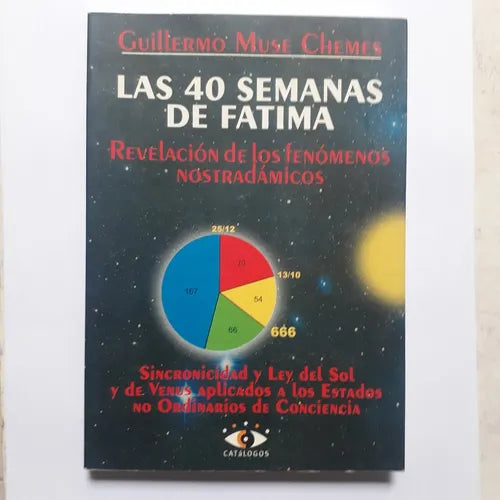 Guillermo Muse Chemes
LAS 40 SEMANAS
DE FATIMA
Revelación de los fenómenos
nostradámicos
25/12
73
13/10
167
54
66
666
Sincronicidad y Ley del Sol
y de Venus aplicados a los Estados
no Ordinarios de Conciencia
CATÁLOGOS